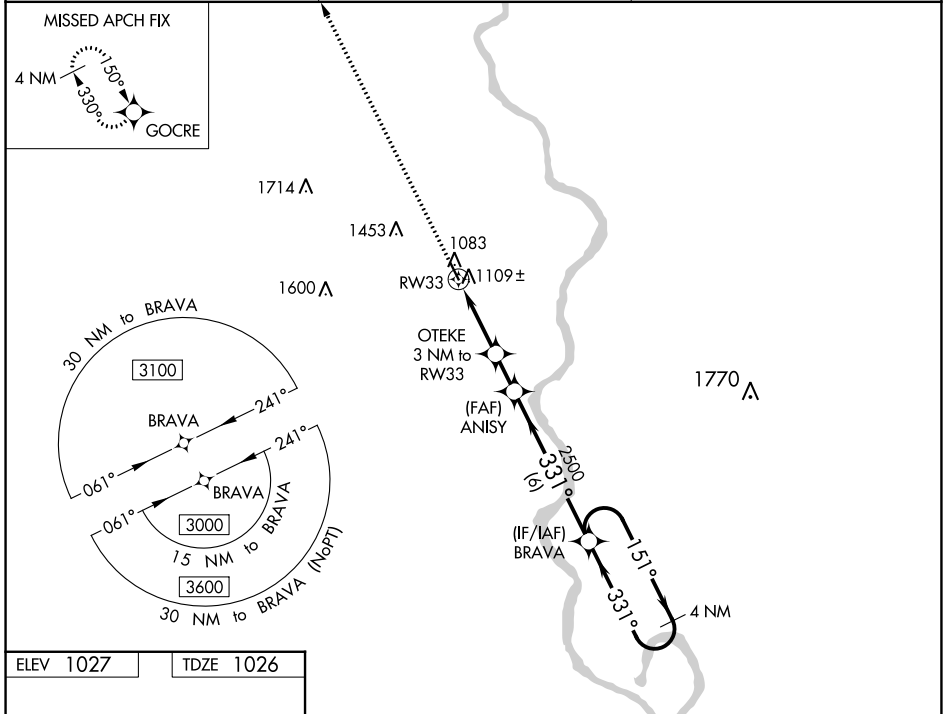 MISSED APCH FIX
4 NM
150°
330°
GOCRE
1714
1453
1083
RW33
1109±
1600
OTEKE
3 NM to
RW33
(FAF)
ANISY
1770
30 NM to BRAVA
3100
241°
BRAVA
061°
241°
BRAVA
061°
3000
15 NM to BRAVA
3600
30 NM to BRAVA (NoPT)
2500
331°
(6)
(IF/IAF)
BRAVA
151°
331°
4 NM
ELEV 1027
TDZE 1026